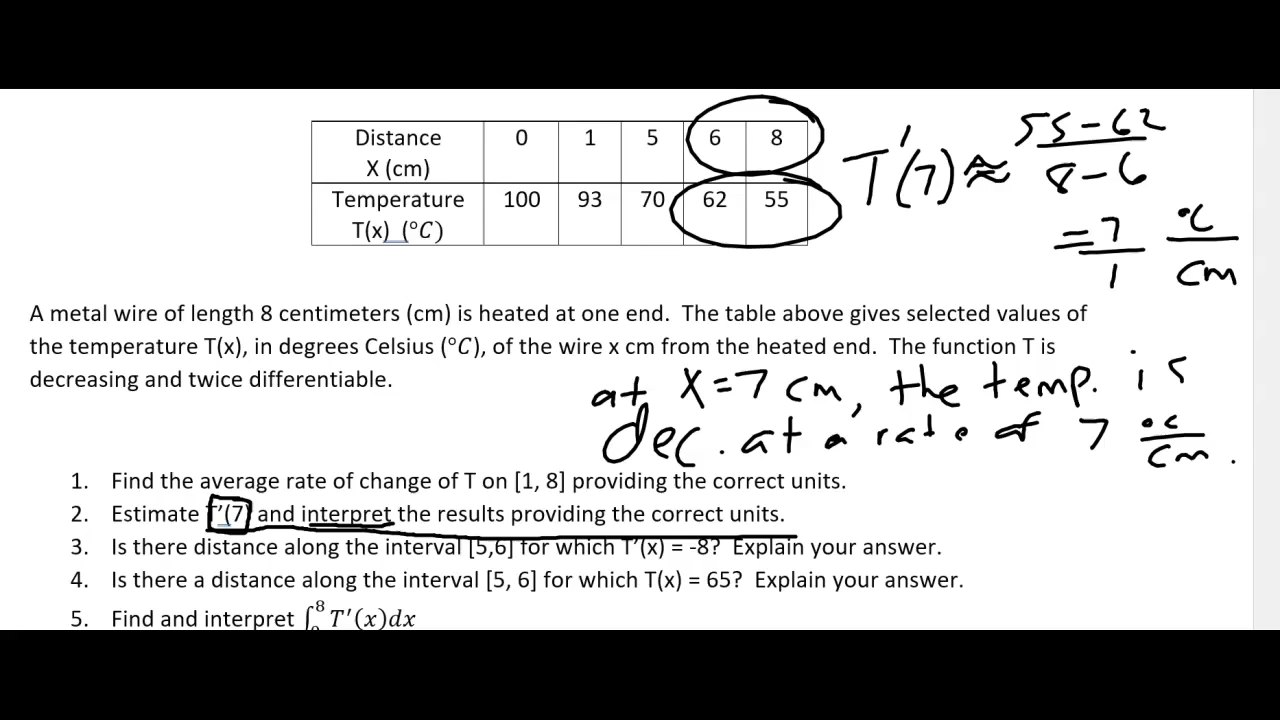 Distance 0 1 5 6 8
X (cm)
Temperature 100 93 70 62 55
T(x) (°C)
T'(7) ≈ 55-62
8-6
= 7 °C
1 cm
A metal wire of length 8 centimeters (cm) is heated at one end. The table above gives selected values of
the temperature T(x), in degrees Celsius (°C), of the wire x cm from the heated end. The function T is
decreasing and twice differentiable.
at X=7 cm, the temp. is
dec. at a rate of 7 °C
cm.
1. Find the average rate of change of T on [1, 8] providing the correct units.
2. Estimate T'(7) and interpret the results providing the correct units.
3. Is there distance along the interval [5,6] for which T'(x) = -8? Explain your answer.
4. Is there a distance along the interval [5, 6] for which T(x) = 65? Explain your answer.
5. Find and interpret ∫₀⁸ T'(x)dx